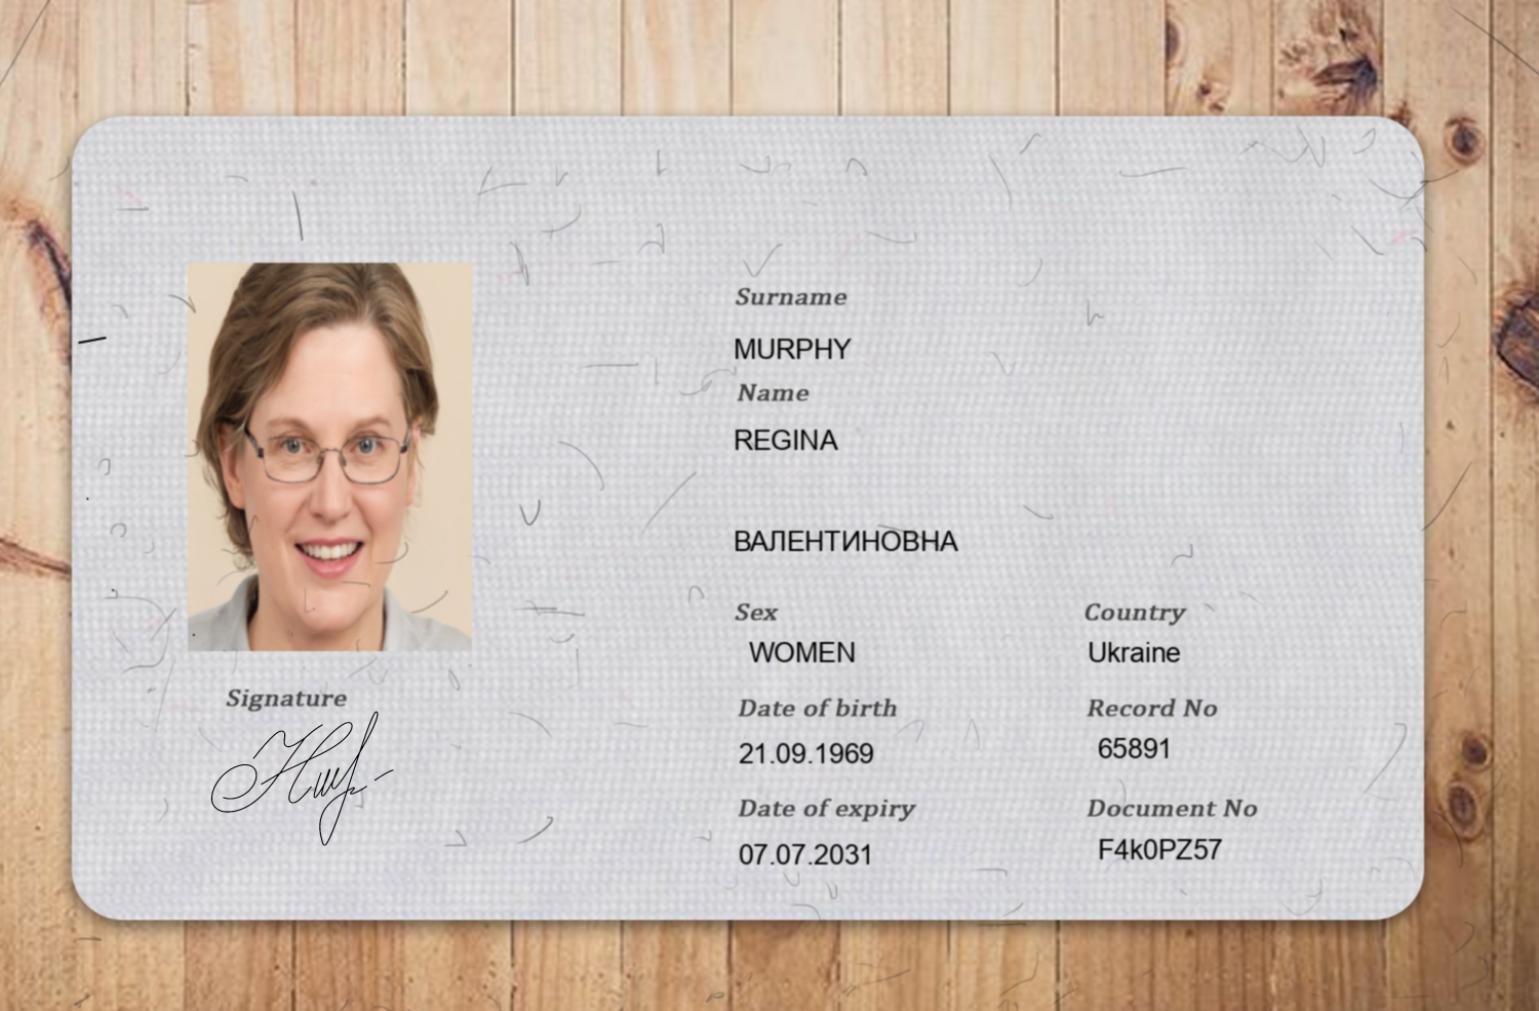 Surname
MURPHY
Name
REGINA
ВАЛЕНТИНОВНА
Sex
Country
WOMEN
Ukraine
Date of birth
Record No
21.09.1969
65891
Date of expiry
Document No
07.07.2031
F4k0PZ57
Signature